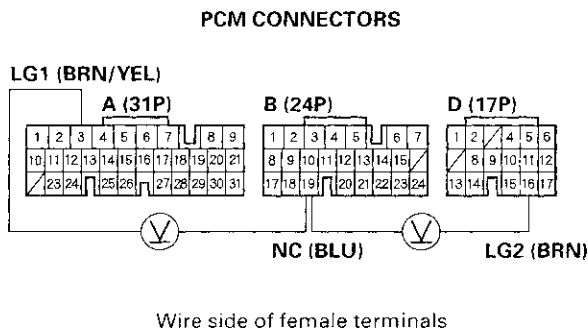 PCM CONNECTORS
LG1 (BRN/YEL)
A (31P) B (24P) D (17P)
1 2 3 4 5 6 7 8 9 1 2 3 4 5 6 7 1 2 4 5 6
10 11 12 13 14 15 16 17 18 19 20 21 8 9 10 11 12 13 14 15 8 9 10 11 12
23 24 25 26 27 28 29 30 31 17 18 19 20 21 22 23 24 13 14 15 16 17
V V
NC (BLU) LG2 (BRN)
Wire side of female terminals